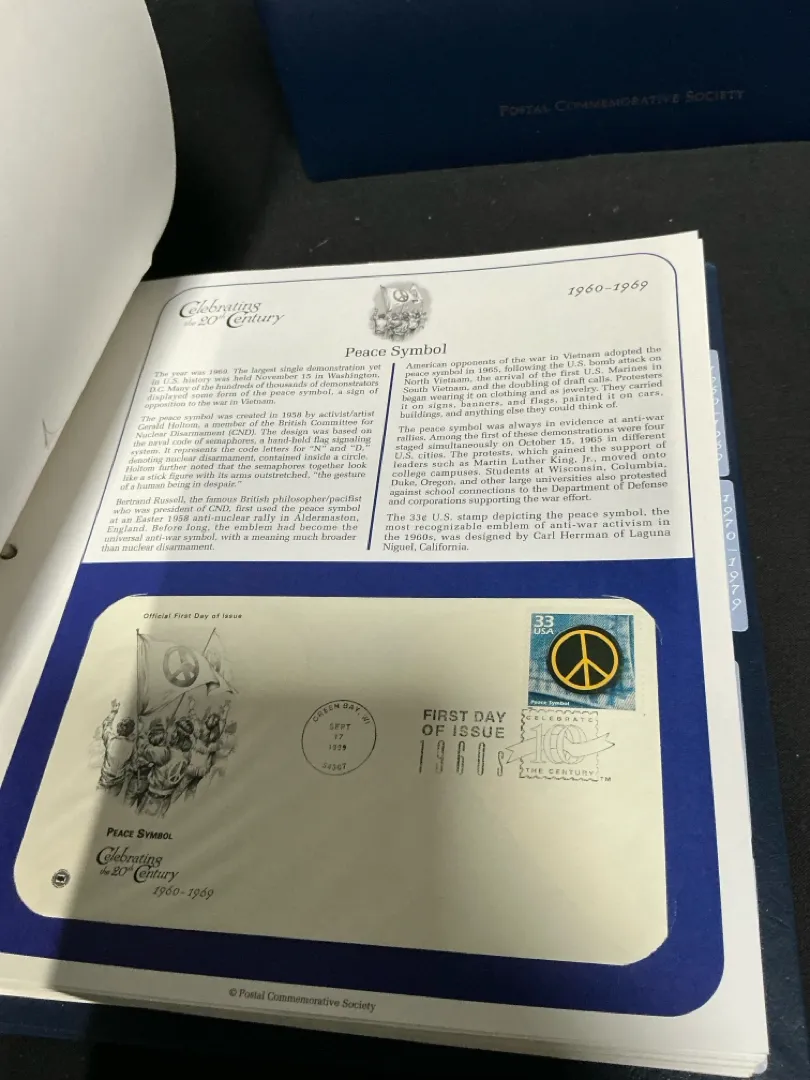 POSTAL COMMEMORATIVE SOCIETY
Celebrating
the 20th Century
1960-1969
Peace Symbol
The year was 1969. The largest single demonstration yet
in U.S. history was held November 15 in Washington,
D.C. Many of the hundreds of thousands of demonstrators
displayed some form of the peace symbol, a sign of
opposition to the war in Vietnam.
The peace symbol was created in 1958 by activist/artist
Gerald Holtom, a member of the British Committee for
Nuclear Disarmament (CND). The design was based on
the naval code of semaphores, a hand-held flag signaling
system. It represents the code letters for "N" and "D,"
denoting nuclear disarmament, contained inside a circle.
Holtom further noted that the semaphores together look
like a stick figure with its arms outstretched, "the gesture
of a human being in despair."
Bertrand Russell, the famous British philosopher/pacifist
who was president of CND, first used the peace symbol
at an Easter 1958 anti-nuclear rally in Aldermaston,
England. Before long, the emblem had become the
universal anti-war symbol, with a meaning much broader
than nuclear disarmament.
American opponents of the war in Vietnam adopted the
peace symbol in 1965, following the U.S. bomb attack on
North Vietnam, the arrival of the first U.S. Marines in
South Vietnam, and the doubling of draft calls. Protesters
began wearing it on clothing and as jewelry. They carried
it on signs, banners, and flags, painted it on cars,
buildings, and anything else they could think of.
The peace symbol was always in evidence at anti-war
rallies. Among the first of these demonstrations were four
staged simultaneously on October 15, 1965 in different
U.S. cities. The protests, which gained the support of
leaders such as Martin Luther King, Jr., moved onto
college campuses. Students at Wisconsin, Columbia,
Duke, Oregon, and other large universities also protested
against school connections to the Department of Defense
and corporations supporting the war effort.
The 33¢ U.S. stamp depicting the peace symbol, the
most recognizable emblem of anti-war activism in
the 1960s, was designed by Carl Herrman of Laguna
Niguel, California.
1970-1979
Official First Day of Issue
33
USA
Peace Symbol
GREEN BAY, WI
SEPT
17
1999
54307
FIRST DAY
OF ISSUE
1960s
CELEBRATE
100
THE CENTURY
TM
PEACE SYMBOL
Celebrating
the 20th Century
1960-1969
© Postal Commemorative Society